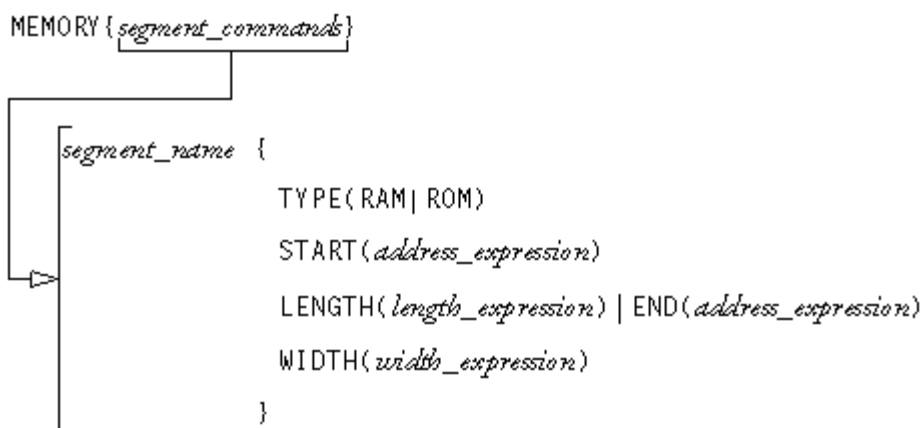 MEMORY{segment_commands}
segment_name {
TYPE(RAM|ROM)
START(address_expression)
LENGTH(length_expression)|END(address_expression)
WIDTH(width_expression)
}